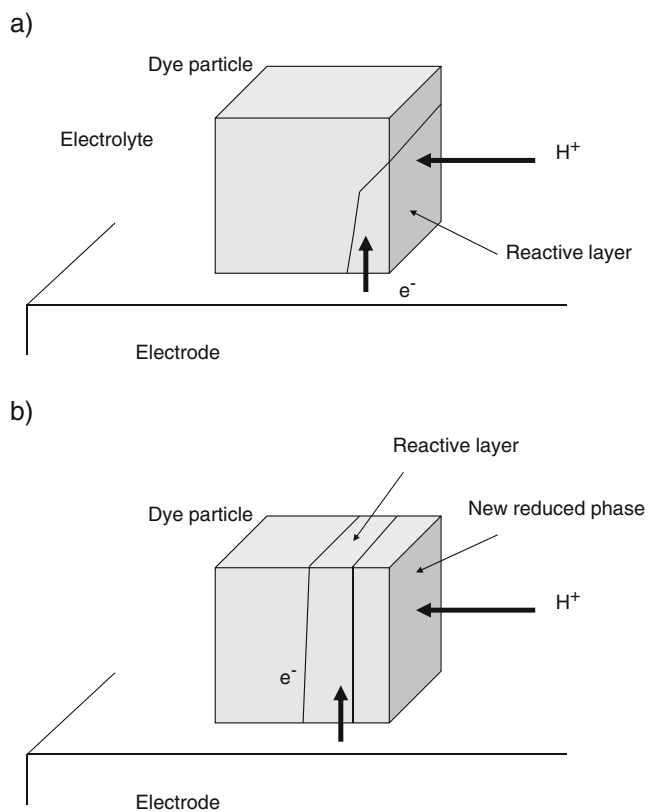 a)
Dye particle
Electrolyte
H⁺
Reactive layer
e⁻
Electrode
b)
Reactive layer
Dye particle
New reduced phase
H⁺
e⁻
Electrode